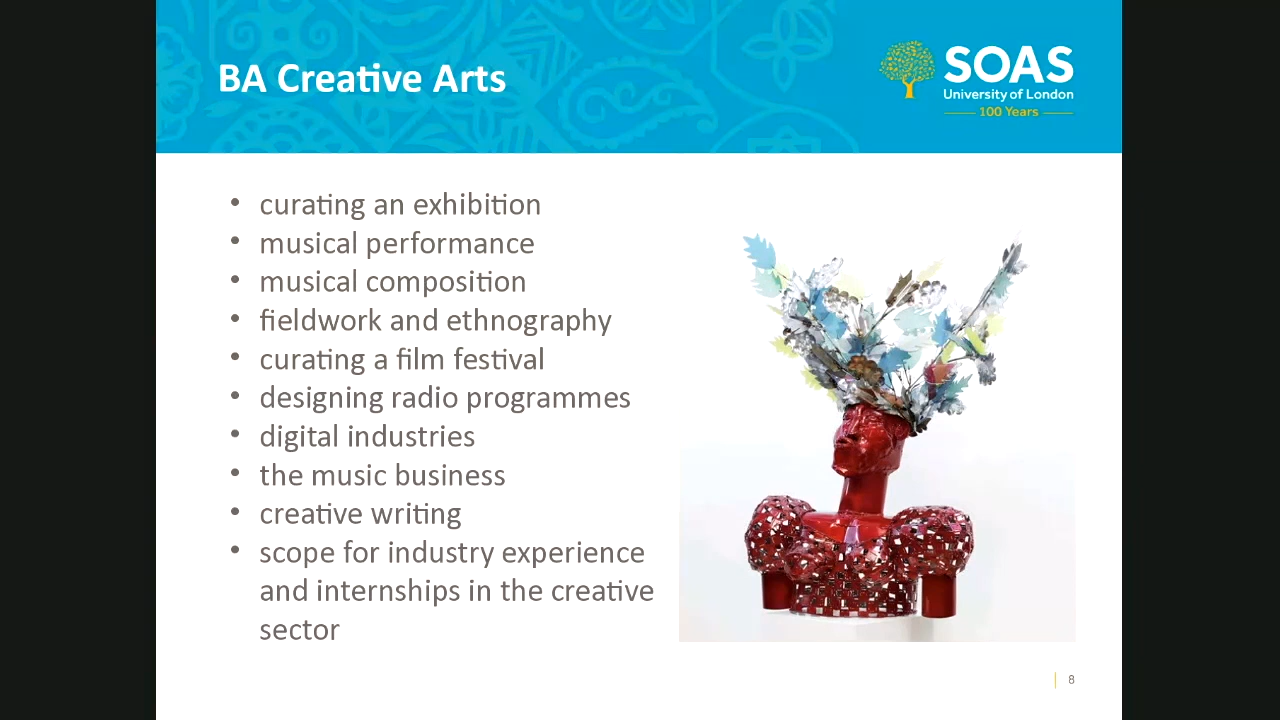 BA Creative Arts
SOAS
University of London
100 Years
• curating an exhibition
• musical performance
• musical composition
• fieldwork and ethnography
• curating a film festival
• designing radio programmes
• digital industries
• the music business
• creative writing
• scope for industry experience
and internships in the creative
sector
8